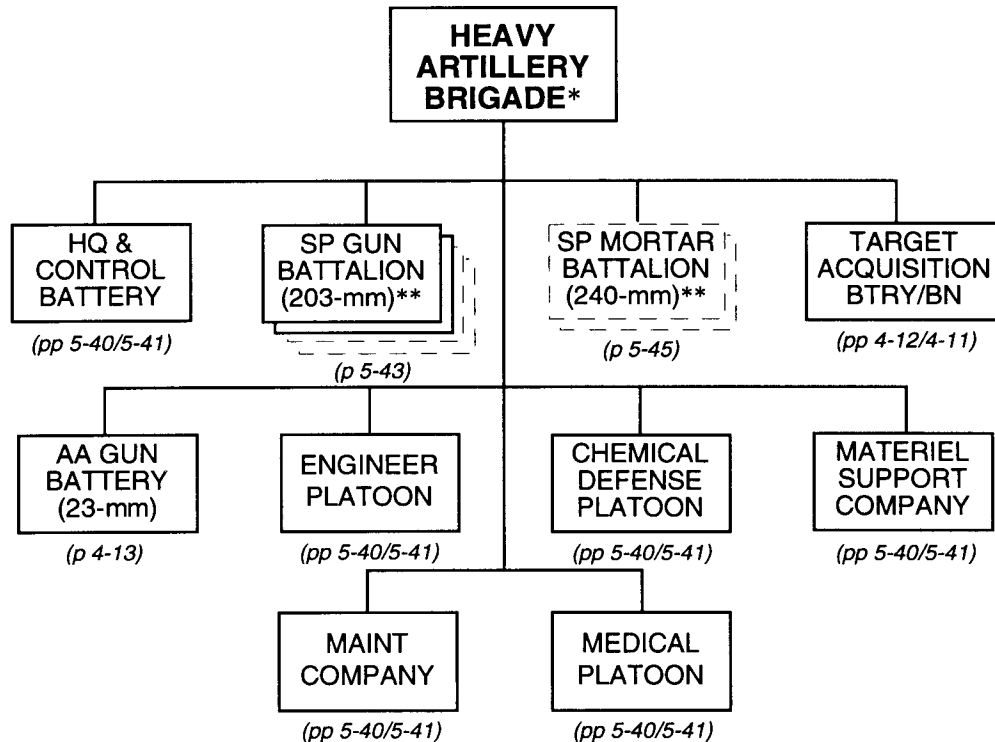 HEAVY
ARTILLERY
BRIGADE*
HQ &
CONTROL
BATTERY
(pp 5-40/5-41)
SP GUN
BATTALION
(203-mm)**
(p 5-43)
SP MORTAR
BATTALION
(240-mm)**
(p 5-45)
TARGET
ACQUISITION
BTRY/BN
(pp 4-12/4-11)
AA GUN
BATTERY
(23-mm)
(p 4-13)
ENGINEER
PLATOON
(pp 5-40/5-41)
CHEMICAL
DEFENSE
PLATOON
(pp 5-40/5-41)
MATERIEL
SUPPORT
COMPANY
(pp 5-40/5-41)
MAINT
COMPANY
(pp 5-40/5-41)
MEDICAL
PLATOON
(pp 5-40/5-41)